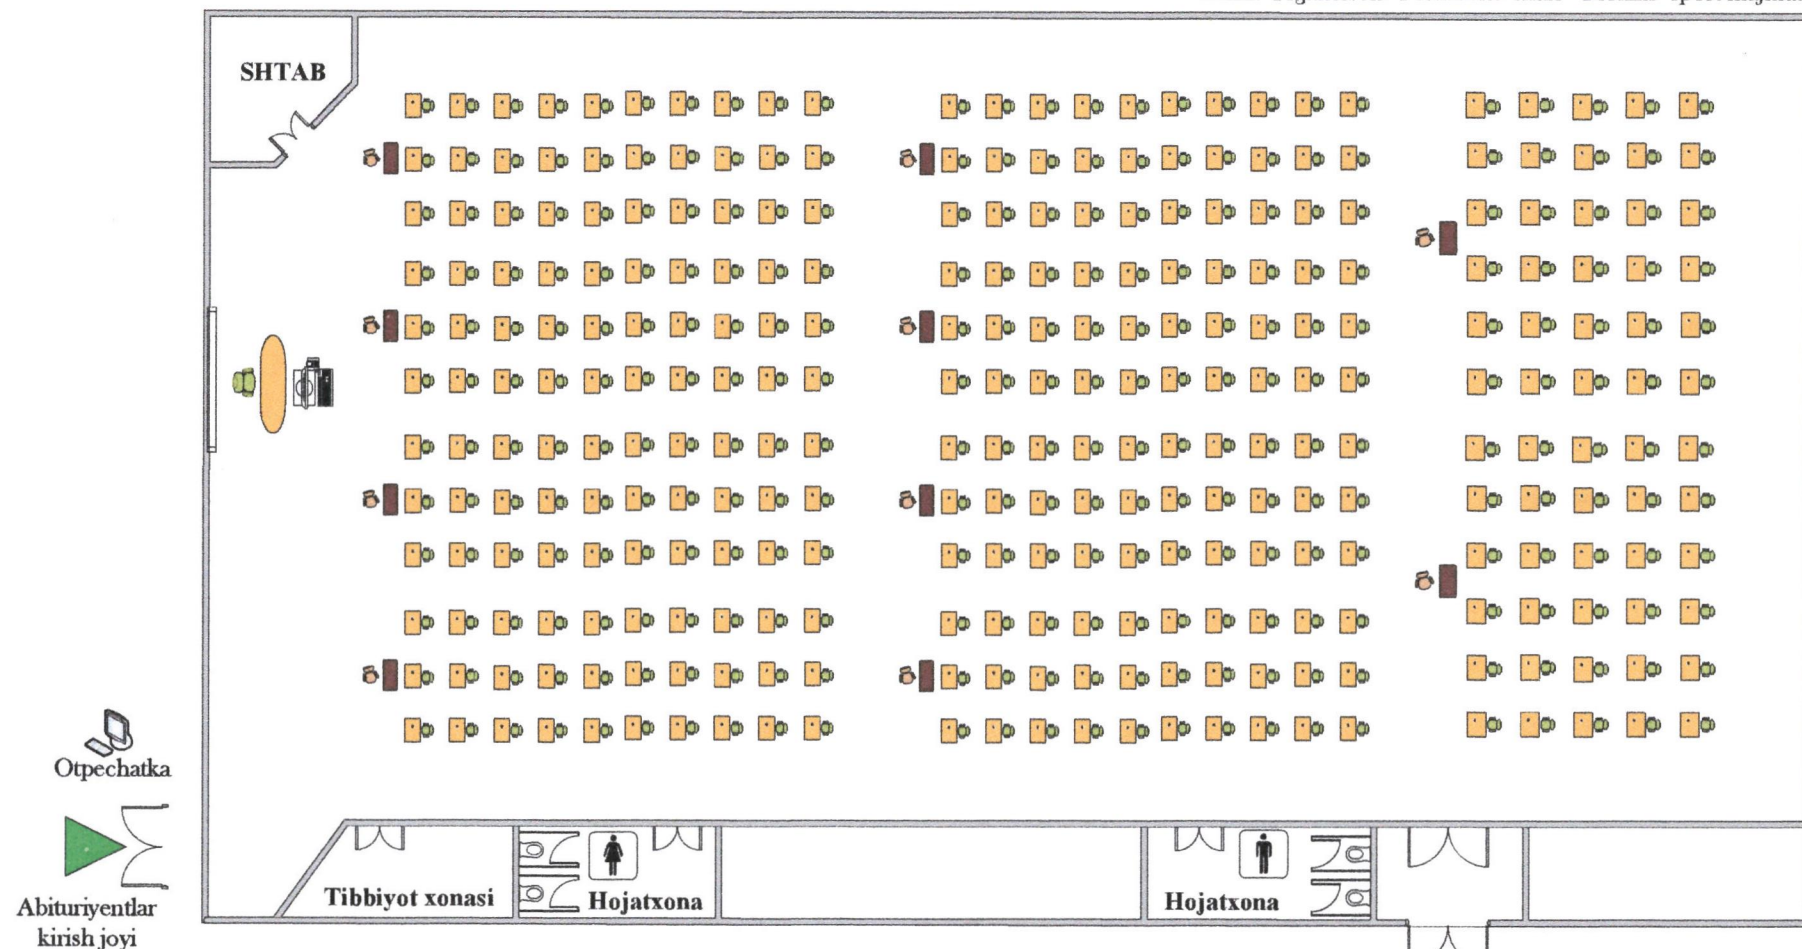 SHTAB
Otpechatka
Abituriyentlar
kirish joyi
Tibbiyot xonasi
Hojatxona
Hojatxona